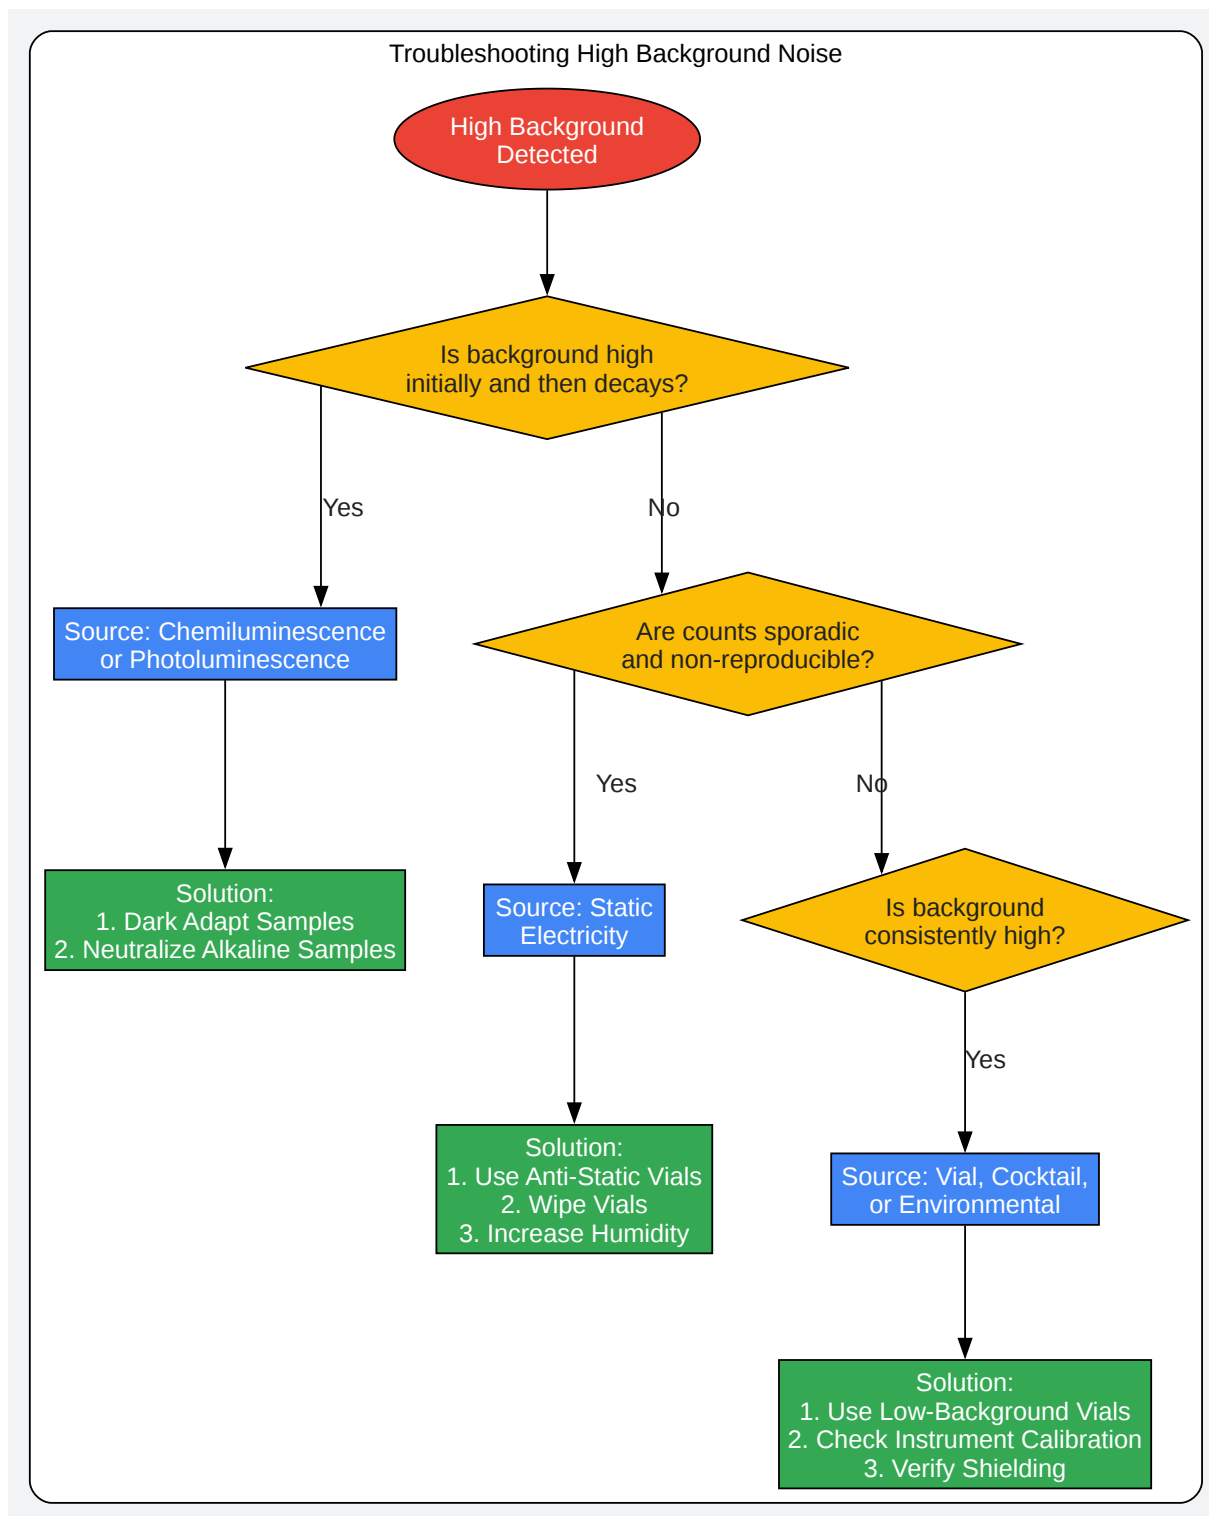 Troubleshooting High Background Noise
High Background
Detected
Is background high
initially and then decays?
Yes
No
Source: Chemiluminescence
or Photoluminescence
Are counts sporadic
and non-reproducible?
Yes
No
Solution:
1. Dark Adapt Samples
2. Neutralize Alkaline Samples
Source: Static
Electricity
Is background
consistently high?
Yes
Solution:
1. Use Anti-Static Vials
2. Wipe Vials
3. Increase Humidity
Source: Vial, Cocktail,
or Environmental
Solution:
1. Use Low-Background Vials
2. Check Instrument Calibration
3. Verify Shielding